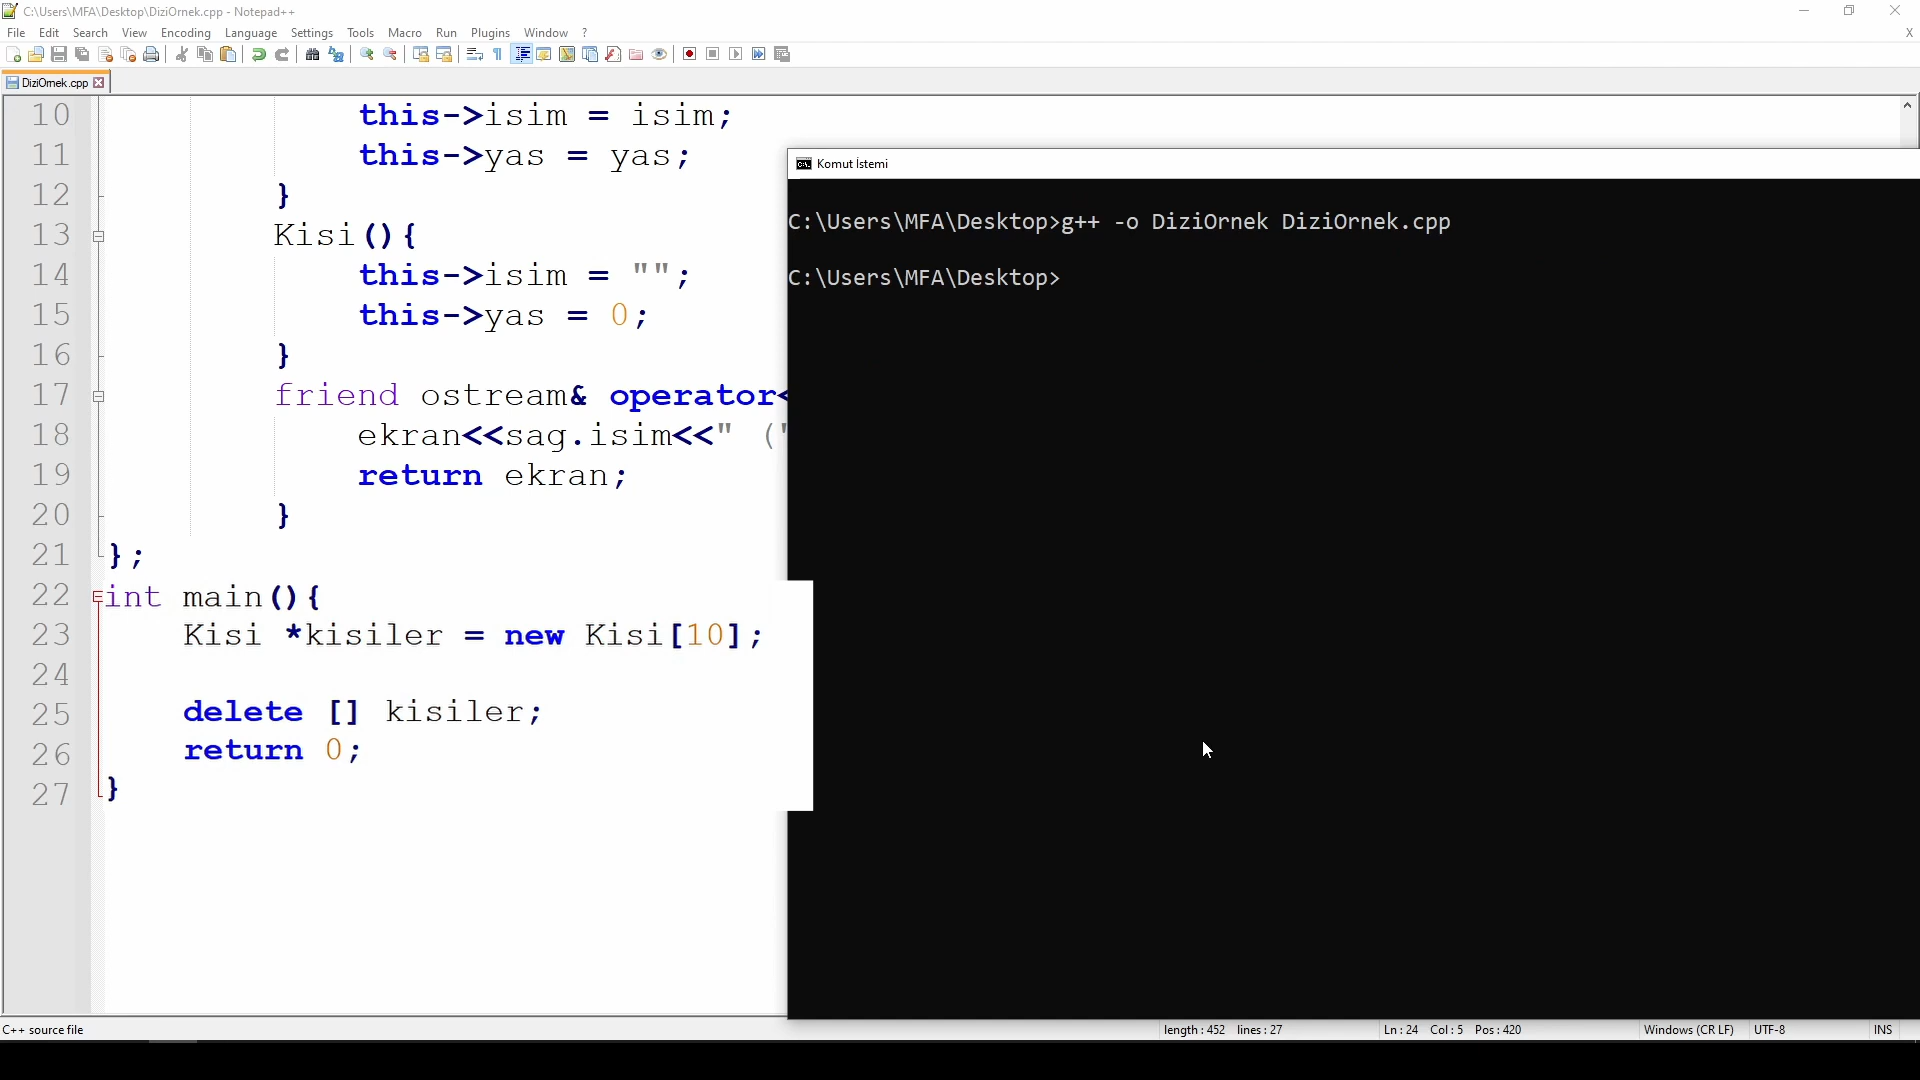 C:\Users\MFA\Desktop\DiziOrnek.cpp - Notepad++
File Edit Search View Encoding Language Settings Tools Macro Run Plugins Window ? X
DiziOrnek.cpp
10 this->isim = isim;
11 this->yas = yas;
12 }
13 Kisi(){
14 this->isim = "";
15 this->yas = 0;
16 }
17 friend ostream& operator<
18 ekran<<sag.isim<<" ("
19 return ekran;
20 }
21 };
22 int main(){
23 Kisi *kisiler = new Kisi[10];
24
25 delete [] kisiler;
26 return 0;
27 }
Komut İstemi
C:\Users\MFA\Desktop>g++ -o DiziOrnek DiziOrnek.cpp
C:\Users\MFA\Desktop>
C++ source file length : 452 lines : 27 Ln : 24 Col : 5 Pos : 420 Windows (CR LF) UTF-8 INS